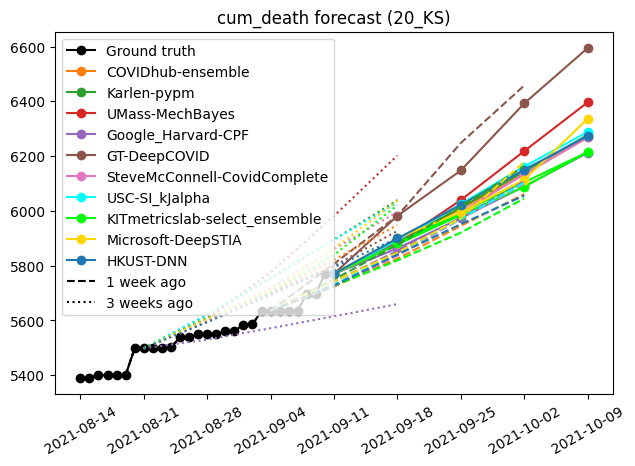 cum_death forecast (20_KS)
6600
6400
6200
6000
5800
5600
5400
Ground truth
COVIDhub-ensemble
Karlen-pypm
UMass-MechBayes
Google_Harvard-CPF
GT-DeepCOVID
SteveMcConnell-CovidComplete
USC-SI_kJalpha
KITmetricslab-select_ensemble
Microsoft-DeepSTIA
HKUST-DNN
1 week ago
3 weeks ago
2021-08-14
2021-08-21
2021-08-28
2021-09-04
2021-09-11
2021-09-18
2021-09-25
2021-10-02
2021-10-09